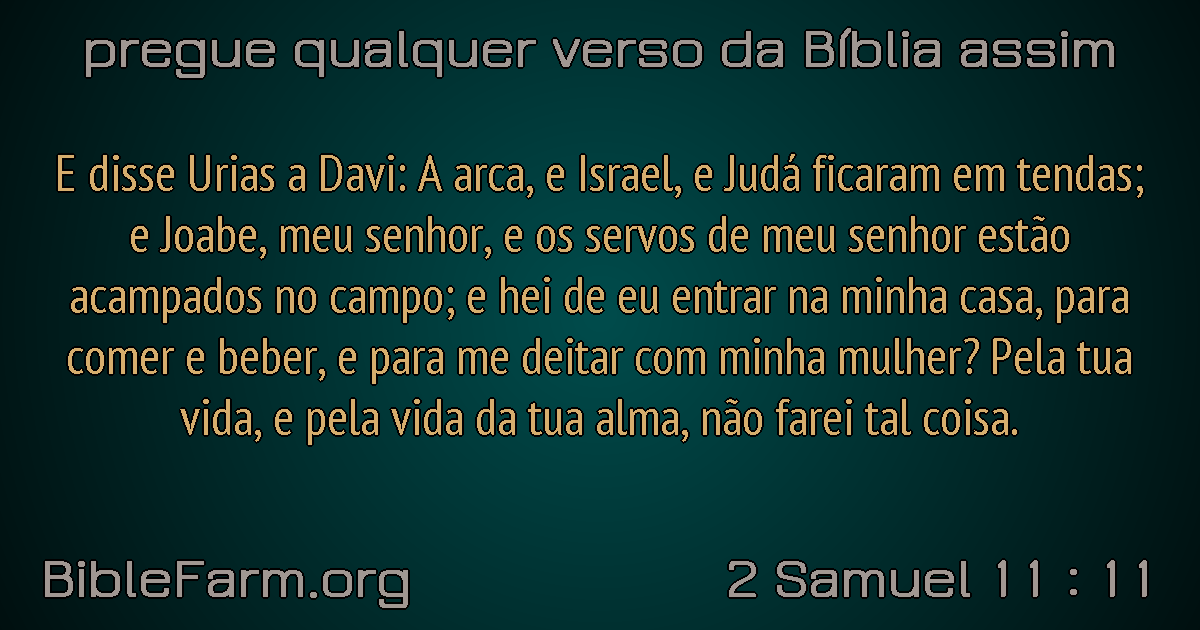 pregue qualquer verso da Bíblia assim
E disse Urias a Davi: A arca, e Israel, e Judá ficaram em tendas;
e Joabe, meu senhor, e os servos de meu senhor estão
acampados no campo; e hei de eu entrar na minha casa, para
comer e beber, e para me deitar com minha mulher? Pela tua
vida, e pela vida da tua alma, não farei tal coisa.
BibleFarm.org
2 Samuel 11 : 11